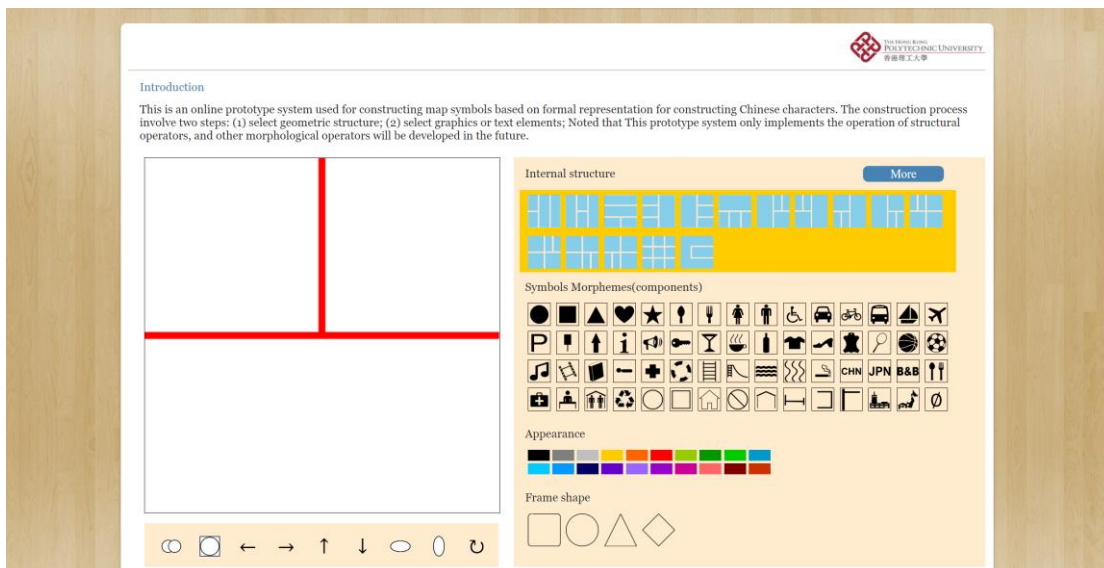 THE HONG KONG
POLYTECHNIC UNIVERSITY
香港理工大學
Introduction
This is an online prototype system used for constructing map symbols based on formal representation for constructing Chinese characters. The construction process
involve two steps: (1) select geometric structure; (2) select graphics or text elements; Noted that This prototype system only implements the operation of structural
operators, and other morphological operators will be developed in the future.
Internal structure
More
Symbols Morphemes(components)
P i
CHN JPN B&B
Appearance
Frame shape